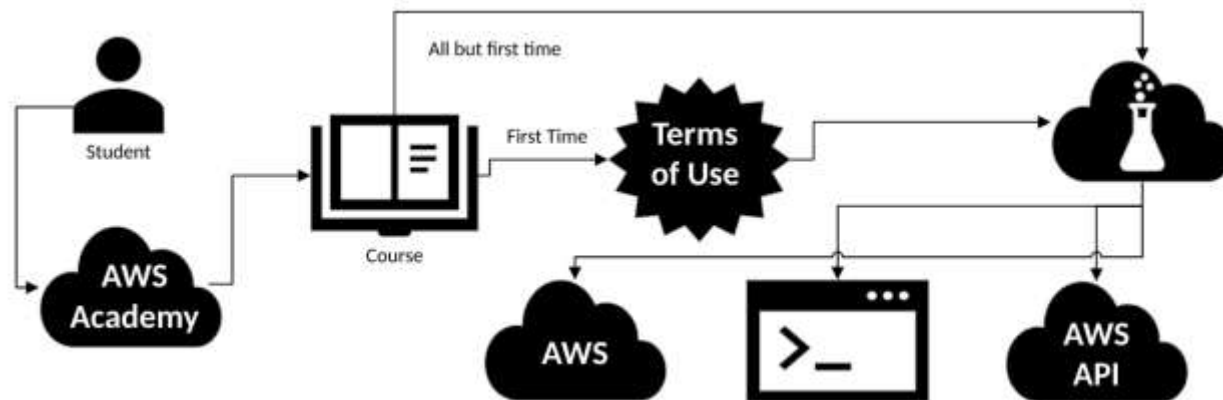 All but first time
Student
First Time
Terms
of Use
Course
AWS
Academy
AWS
>_
AWS
API